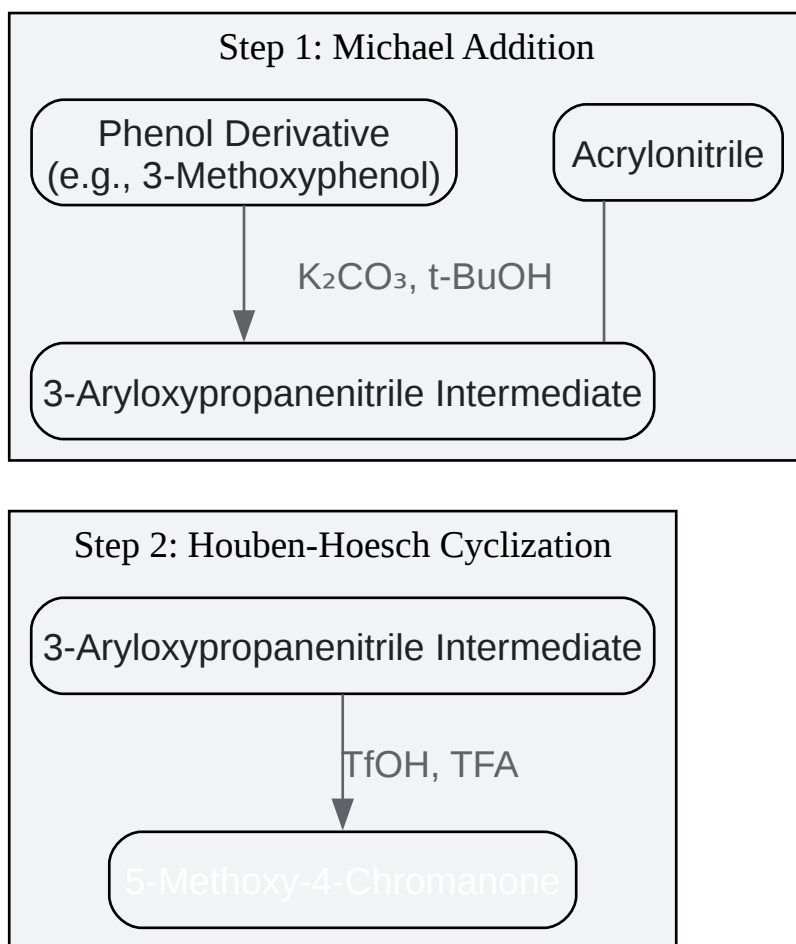 Step 1: Michael Addition
Phenol Derivative
(e.g., 3-Methoxyphenol)
Acrylonitrile
K₂CO₃, t-BuOH
3-Aryloxypropanenitrile Intermediate
Step 2: Houben-Hoesch Cyclization
3-Aryloxypropanenitrile Intermediate
TfOH, TFA
5-Methoxy-4-Chromanone